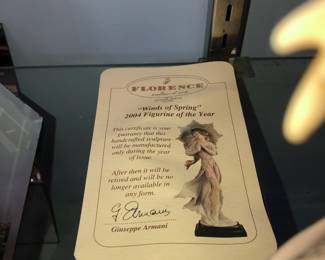 FLORENCE
"Winds of Spring"
2004 Figurine of the Year
This certificate is your
guarantee that this
handcrafted sculpture
will be manufactured
only during the year
of issue.
After then it will be
retired and will be no
longer available in
any form.
G. Armani
Giuseppe Armani